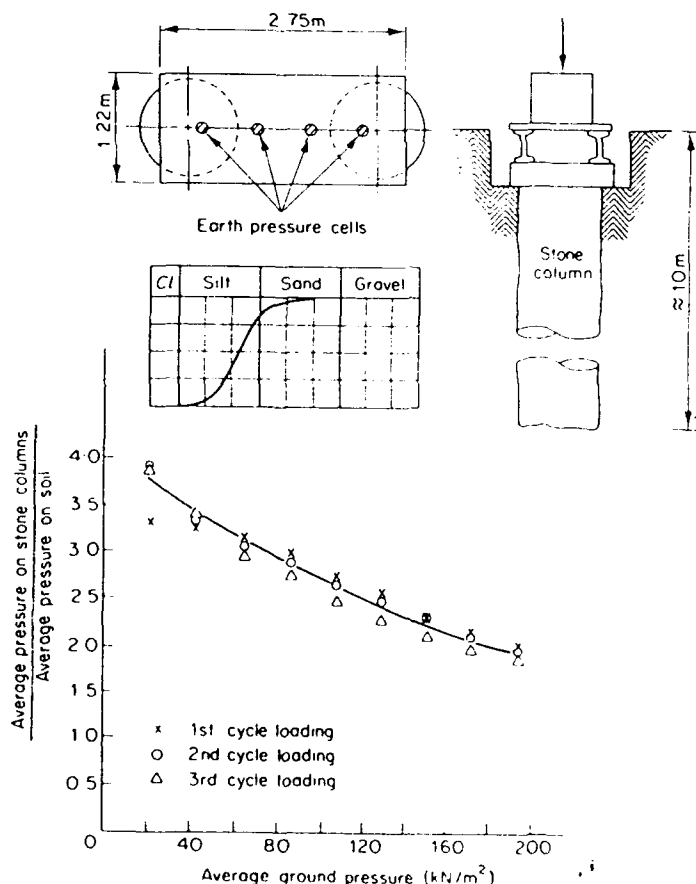 2 75m
1 22m
Earth pressure cells
Stone
column
≈10m
Cl Silt Sand Gravel
Average pressure on stone columns
Average pressure on soil
4 0
3 5
3 0
2 5
2 0
1 5
1 0
0 5
0
x 1st cycle loading
○ 2nd cycle loading
△ 3rd cycle loading
40 80 120 160 200
Average ground pressure (kN/m²)